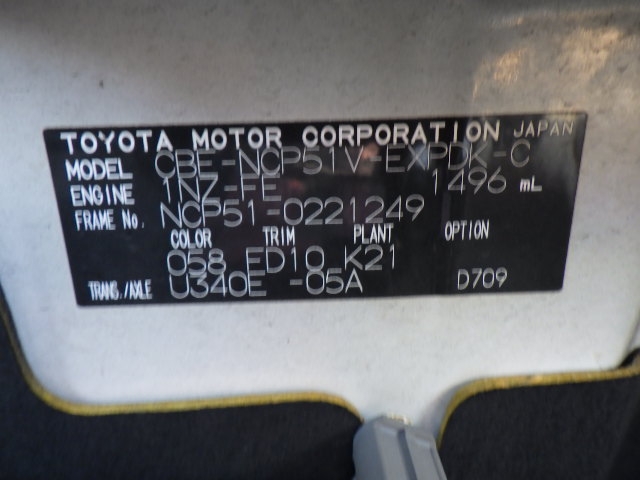 TOYOTA MOTOR CORPORATION JAPAN
MODEL CBE-NCP51V-EXPDK-C
ENGINE 1NZ-FE 1496 mL
FRAME No. NCP51-0221249
COLOR TRIM PLANT OPTION
058 FD10 K21
TRANS./AXLE U340E -05A D709